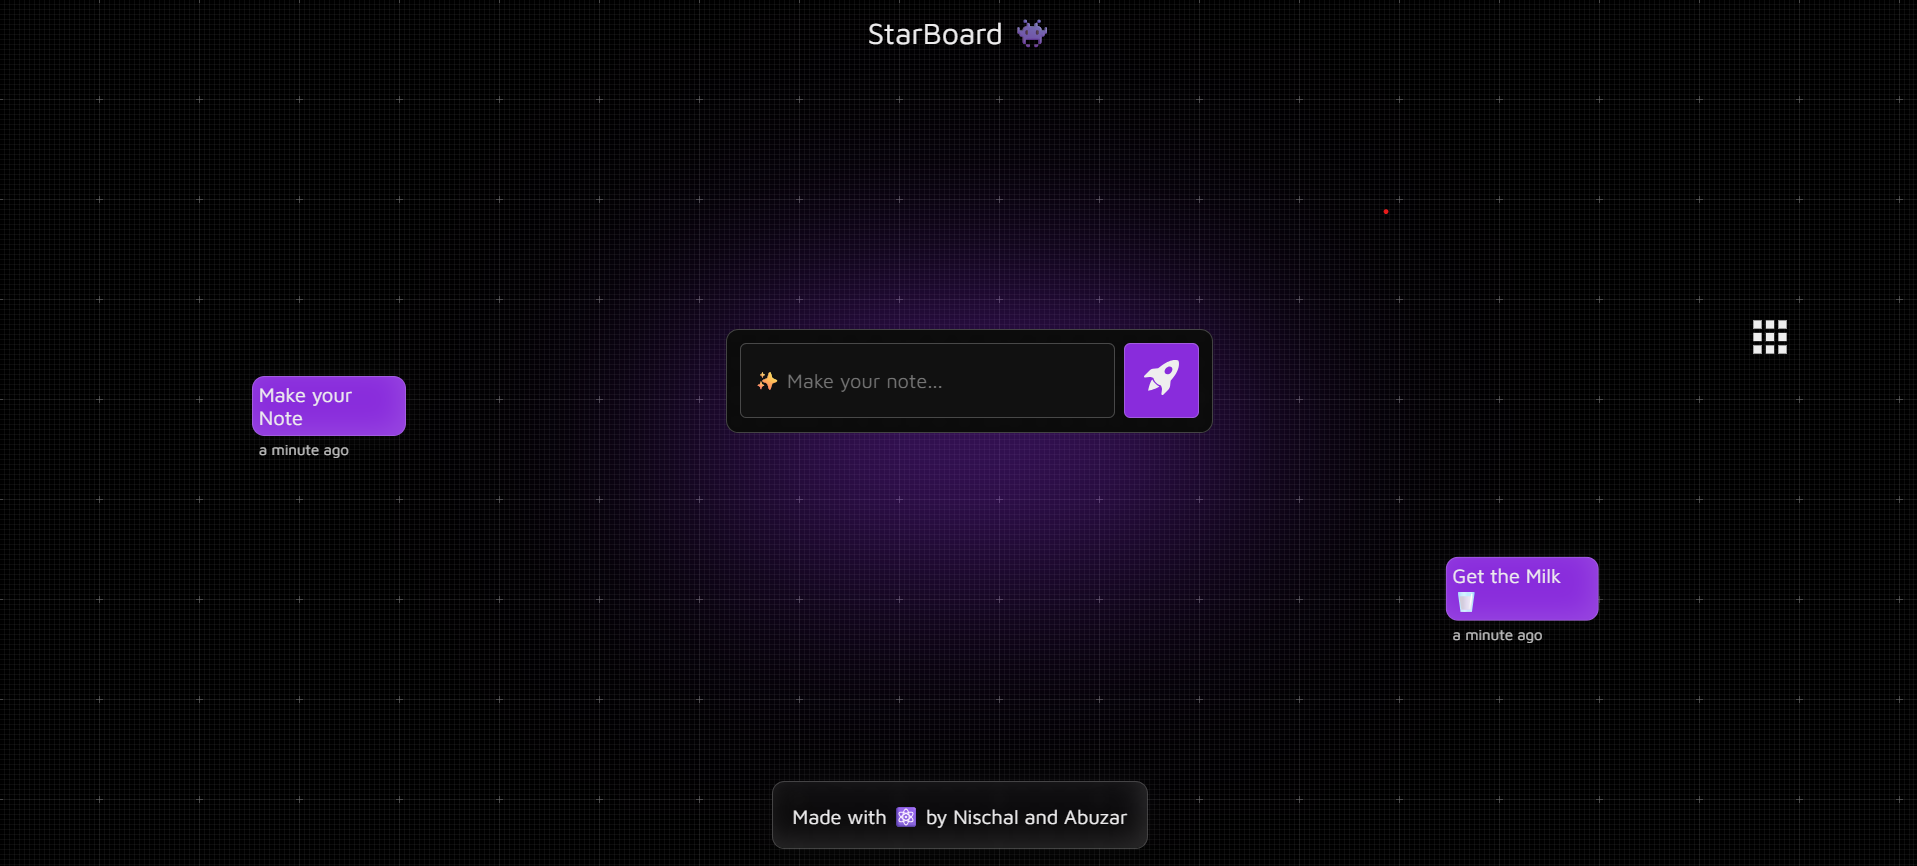 StarBoard 👾
✨ Make your note...
Make your
Note
a minute ago
Get the Milk
🥛
a minute ago
Made with ⚛️ by Nischal and Abuzar